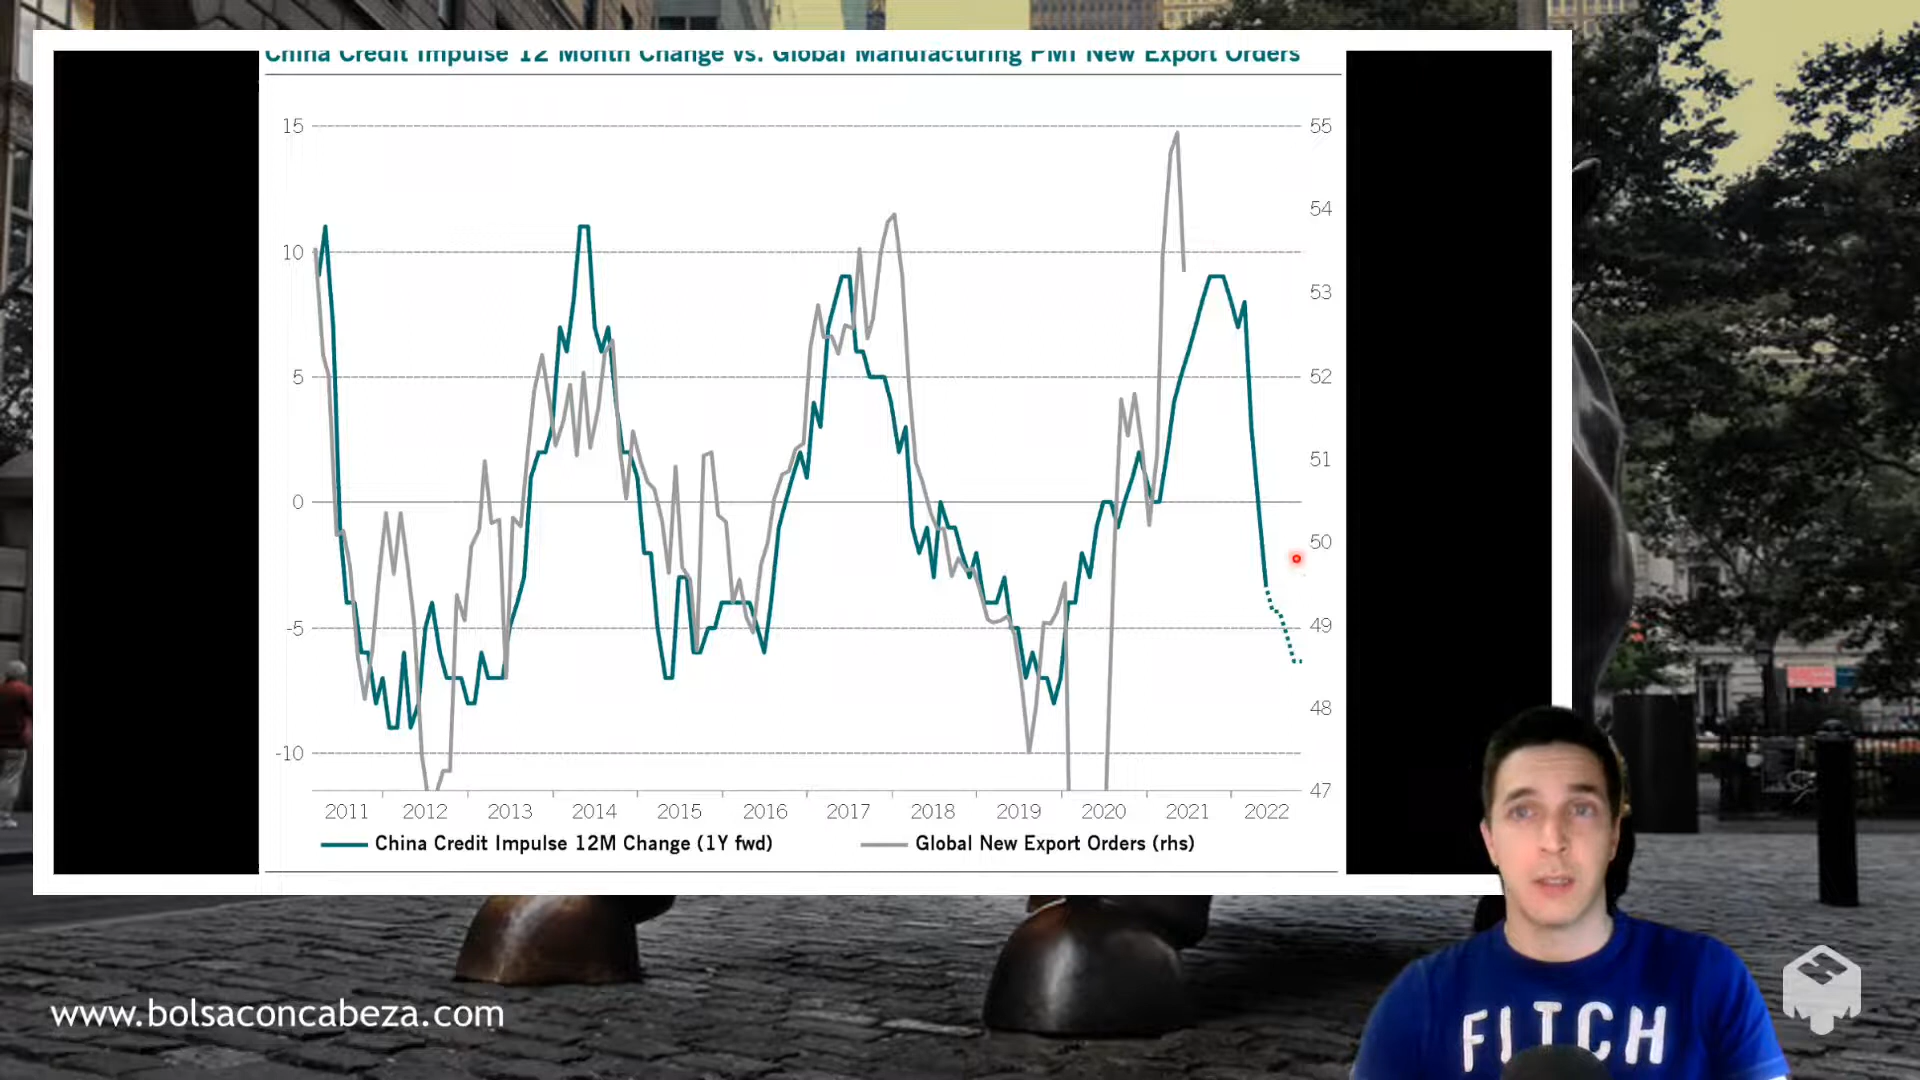 China Credit Impulse 12 Month Change vs. Global Manufacturing PMI New Export Orders
15
55
54
10
53
5
52
51
0
50
-5
49
48
-10
47
2011 2012 2013 2014 2015 2016 2017 2018 2019 2020 2021 2022
China Credit Impulse 12M Change (1Y fwd)
Global New Export Orders (rhs)
www.bolsaconcabeza.com
FITCH